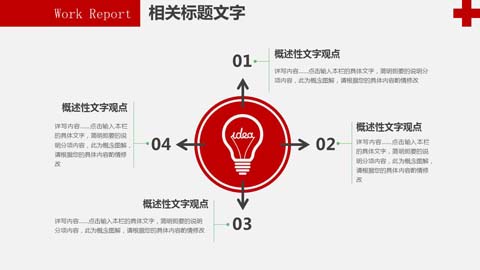 Work Report
相关标题文字
01
概述性文字观点
详写内容......点击输入本栏的具体文字，简明扼要的说明分
项内容，此为概念图解，请根据您的具体内容酌情修改
概述性文字观点
详写内容......点击输入本栏
的具体文字，简明扼要的说
明分项内容，此为概念图解，
请根据您的具体内容酌情修
改
04
idea
02
概述性文字观点
详写内容......点击输入本栏
的具体文字，简明扼要的说
明分项内容，此为概念图解，
请根据您的具体内容酌情修
改
概述性文字观点
详写内容......点击输入本栏的具体文字，简明扼要的说明
分项内容，此为概念图解，请根据您的具体内容酌情修
改
03